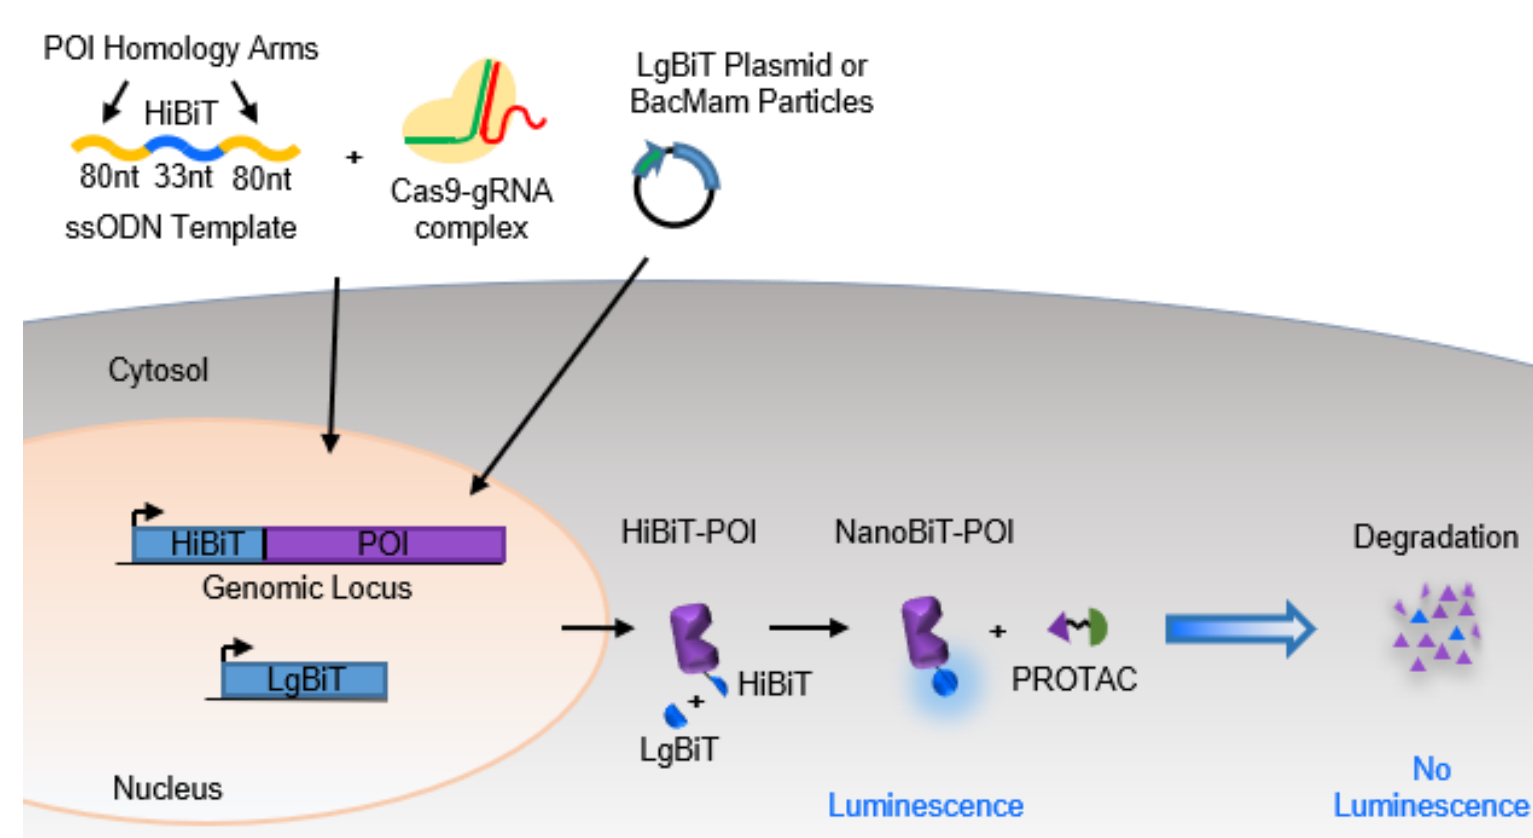 POI Homology Arms
HiBiT
80nt 33nt 80nt
ssODN Template
+
Cas9-gRNA
complex
LgBiT Plasmid or
BacMam Particles
Cytosol
HiBiT POI
Genomic Locus
LgBiT
Nucleus
HiBiT-POI
+
HiBiT
LgBiT
NanoBiT-POI
+
PROTAC
Luminescence
Degradation
No
Luminescence